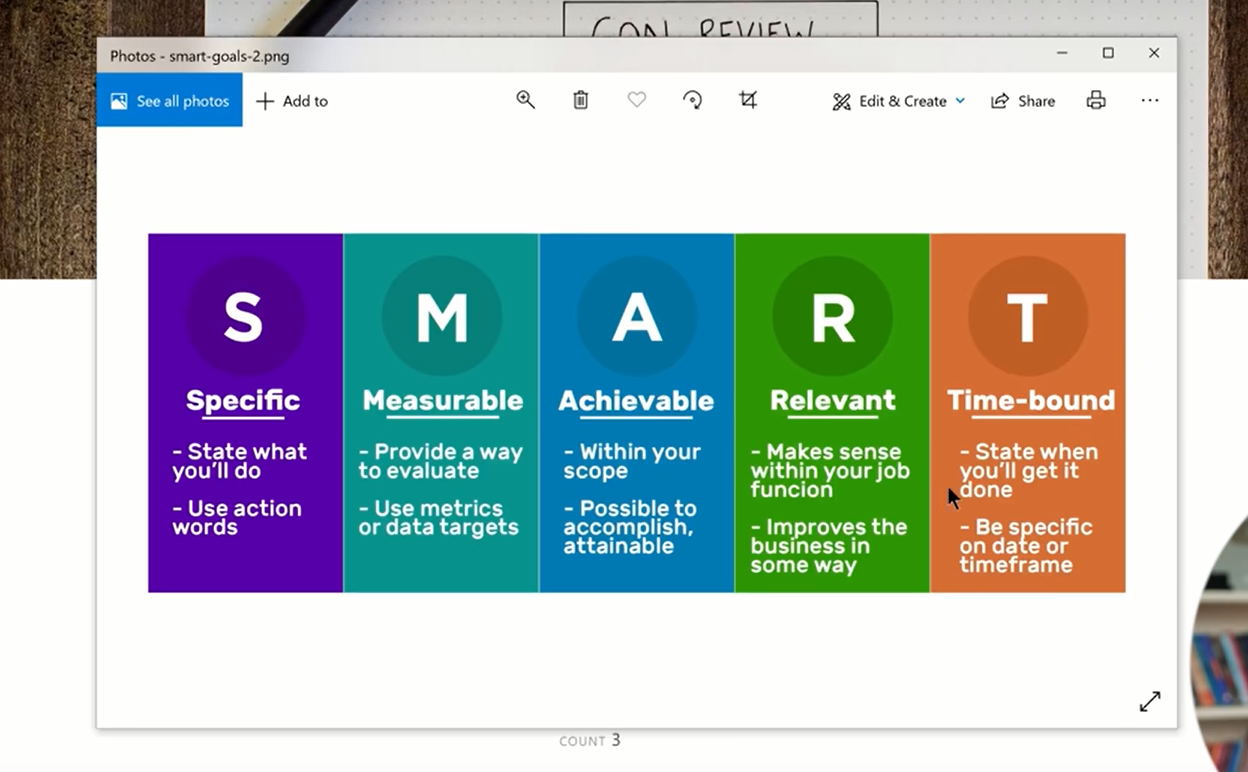 CON REVIEW
Photos - smart-goals-2.png
See all photos
Add to
Edit & Create
Share
S
M
A
R
T
Specific
- State what
you'll do
- Use action
words
Measurable
- Provide a way
to evaluate
- Use metrics
or data targets
Achievable
- Within your
scope
- Possible to
accomplish,
attainable
Relevant
- Makes sense
within your job
funcion
- Improves the
business in
some way
Time-bound
- State when
you'll get it
done
- Be specific
on date or
timeframe
COUNT 3